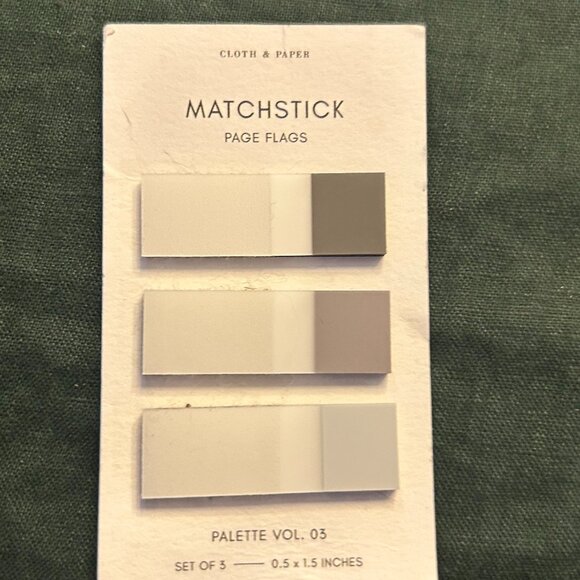 CLOTH & PAPER
MATCHSTICK
PAGE FLAGS
PALETTE VOL. 03
SET OF 3 —— 0.5 x 1.5 INCHES